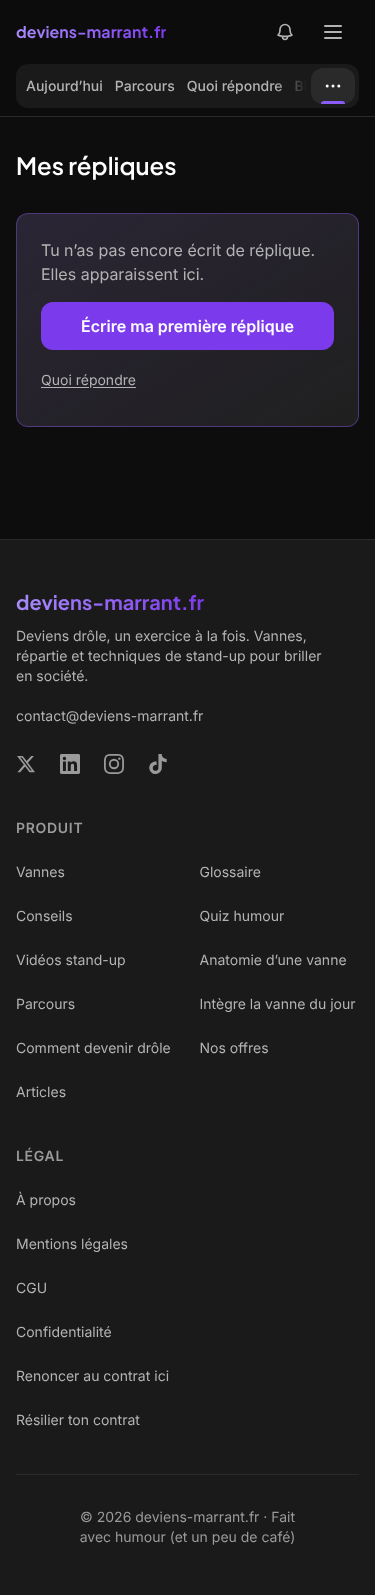 deviens-marrant.fr
Aujourd’hui Parcours Quoi répondre
Mes répliques
Tu n’as pas encore écrit de réplique.
Elles apparaissent ici.
Écrire ma première réplique
Quoi répondre
deviens-marrant.fr
Deviens drôle, un exercice à la fois. Vannes,
répartie et techniques de stand-up pour briller
en société.
contact@deviens-marrant.fr
PRODUIT
Vannes
Glossaire
Conseils
Quiz humour
Vidéos stand-up
Anatomie d’une vanne
Parcours
Intègre la vanne du jour
Comment devenir drôle
Nos offres
Articles
LÉGAL
À propos
Mentions légales
CGU
Confidentialité
Renoncer au contrat ici
Résilier ton contrat
© 2026 deviens-marrant.fr · Fait
avec humour (et un peu de café)